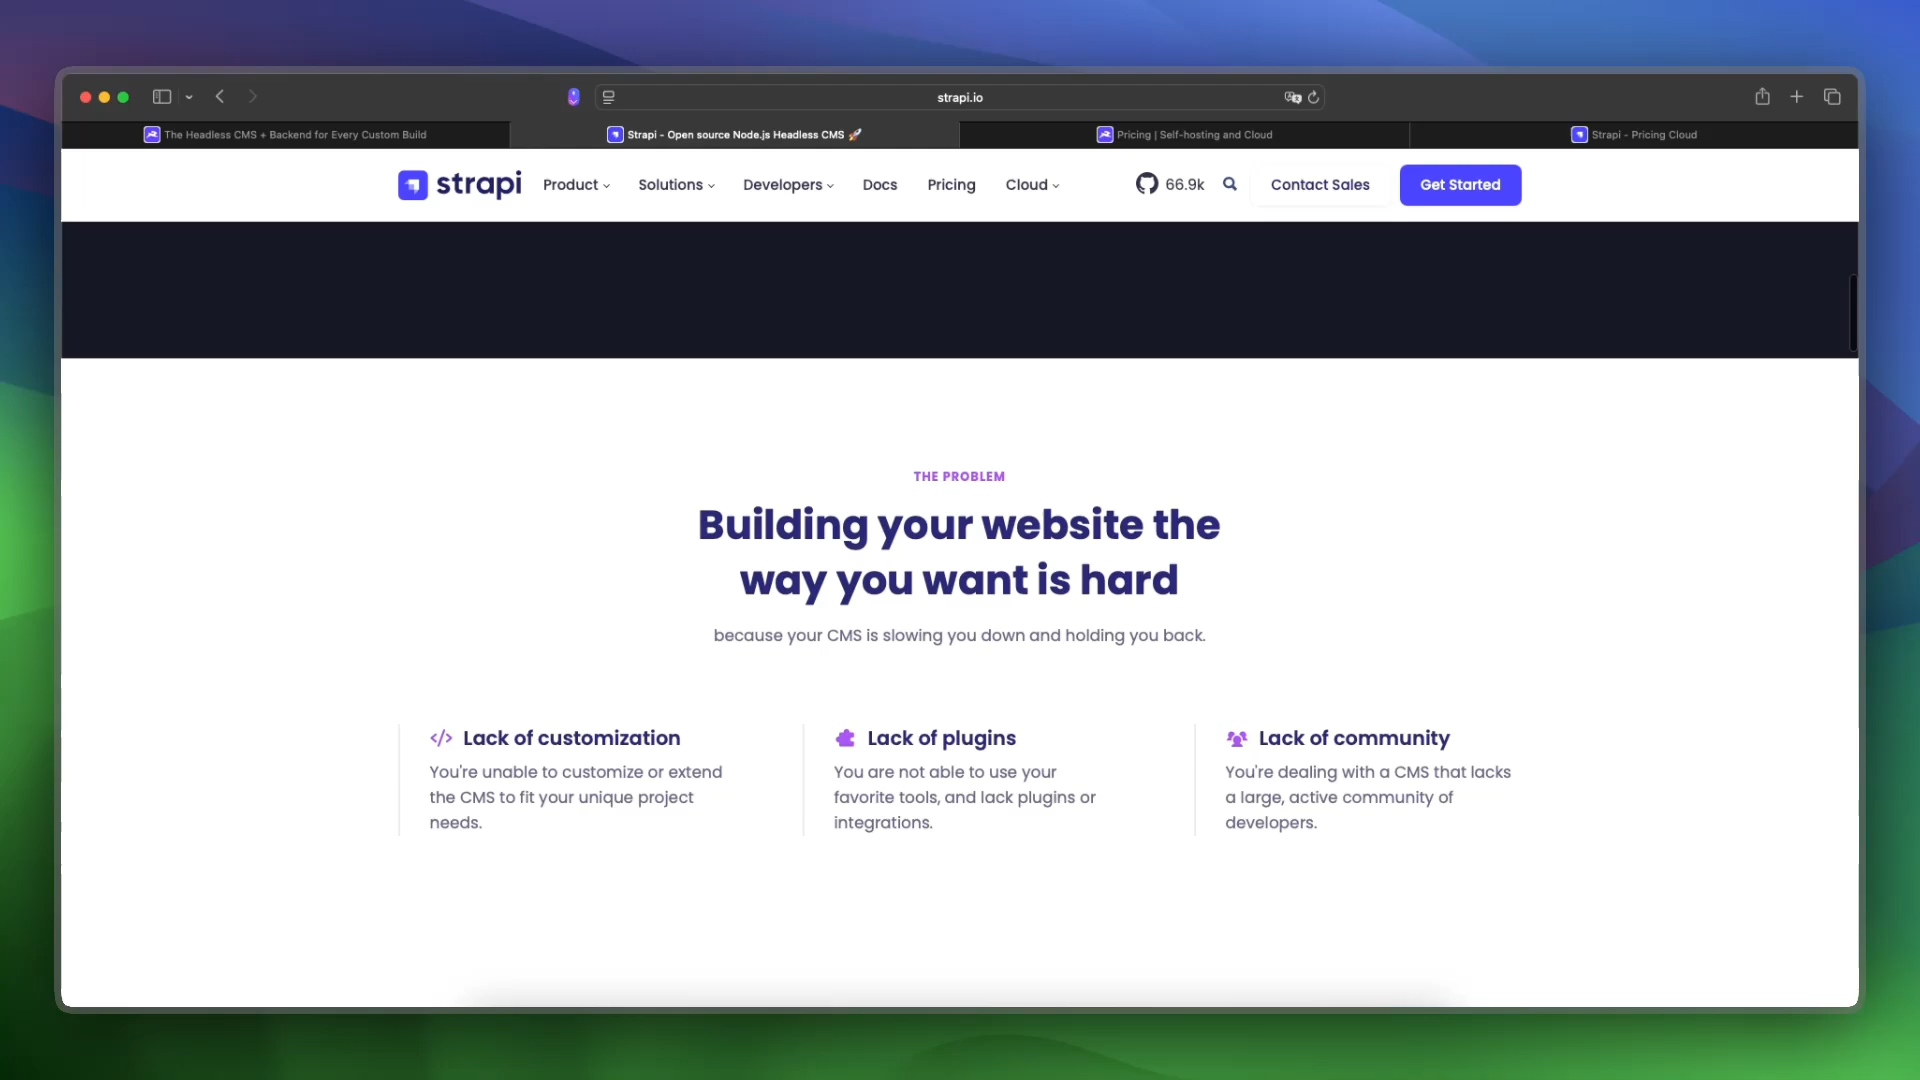 strapi.io
The Headless CMS + Backend for Every Custom Build
Strapi - Open source Node.js Headless CMS 🚀
Pricing | Self-hosting and Cloud
Strapi - Pricing Cloud
strapi
Product
Solutions
Developers
Docs
Pricing
Cloud
66.9k
Contact Sales
Get Started
THE PROBLEM
Building your website the
way you want is hard
because your CMS is slowing you down and holding you back.
</> Lack of customization
You're unable to customize or extend
the CMS to fit your unique project
needs.
Lack of plugins
You are not able to use your
favorite tools, and lack plugins or
integrations.
Lack of community
You're dealing with a CMS that lacks
a large, active community of
developers.